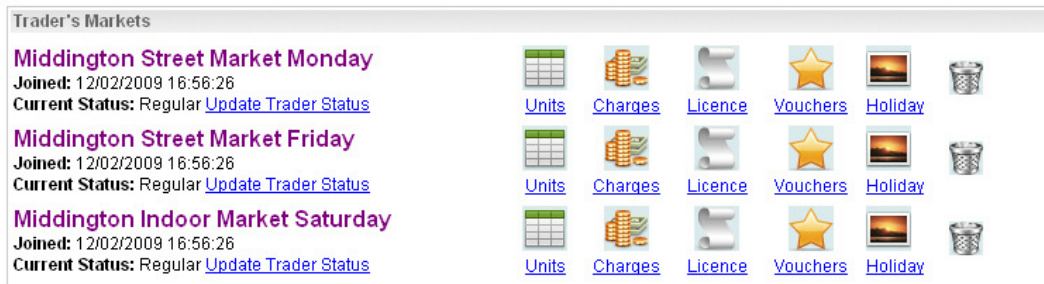 Trader's Markets
Middington Street Market Monday
Joined: 12/02/2009 16:56:26
Current Status: Regular Update Trader Status
Units Charges Licence Vouchers Holiday
Middington Street Market Friday
Joined: 12/02/2009 16:56:26
Current Status: Regular Update Trader Status
Units Charges Licence Vouchers Holiday
Middington Indoor Market Saturday
Joined: 12/02/2009 16:56:26
Current Status: Regular Update Trader Status
Units Charges Licence Vouchers Holiday